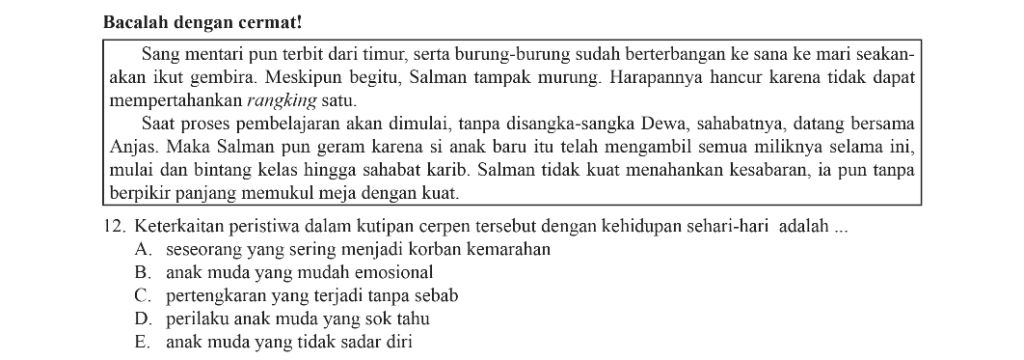 Bacalah dengan cermat!
Sang mentari pun terbit dari timur, serta burung-burung sudah berterbangan ke sana ke mari seakan-
akan ikut gembira. Meskipun begitu, Salman tampak murung. Harapannya hancur karena tidak dapat
mempertahankan rangking satu.
Saat proses pembelajaran akan dimulai, tanpa disangka-sangka Dewa, sahabatnya, datang bersama
Anjas. Maka Salman pun geram karena si anak baru itu telah mengambil semua miliknya selama ini,
mulai dan bintang kelas hingga sahabat karib. Salman tidak kuat menahankan kesabaran, ia pun tanpa
berpikir panjang memukul meja dengan kuat.
12. Keterkaitan peristiwa dalam kutipan cerpen tersebut dengan kehidupan sehari-hari adalah ...
A. seseorang yang sering menjadi korban kemarahan
B. anak muda yang mudah emosional
C. pertengkaran yang terjadi tanpa sebab
D. perilaku anak muda yang sok tahu
E. anak muda yang tidak sadar diri